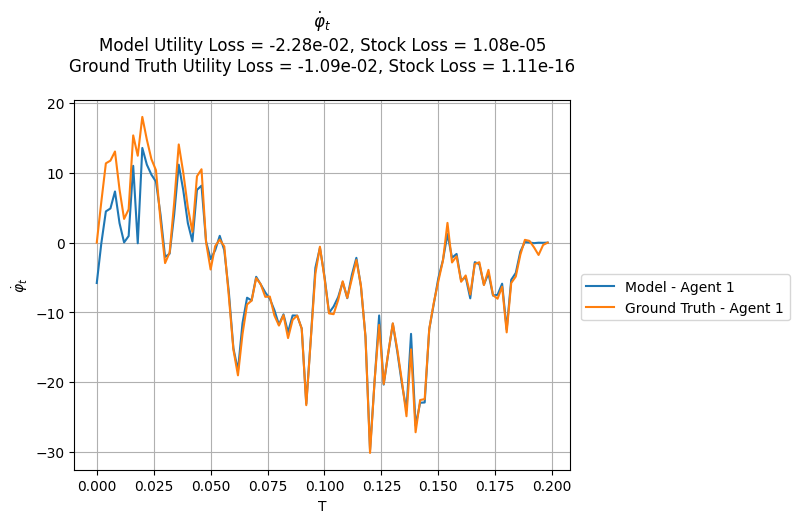 φ̇ₜ
Model Utility Loss = -2.28e-02, Stock Loss = 1.08e-05
Ground Truth Utility Loss = -1.09e-02, Stock Loss = 1.11e-16
20
10
0
−10
−20
−30
φ̇ₜ
0.000
0.025
0.050
0.075
0.100
0.125
0.150
0.175
0.200
T
Model - Agent 1
Ground Truth - Agent 1